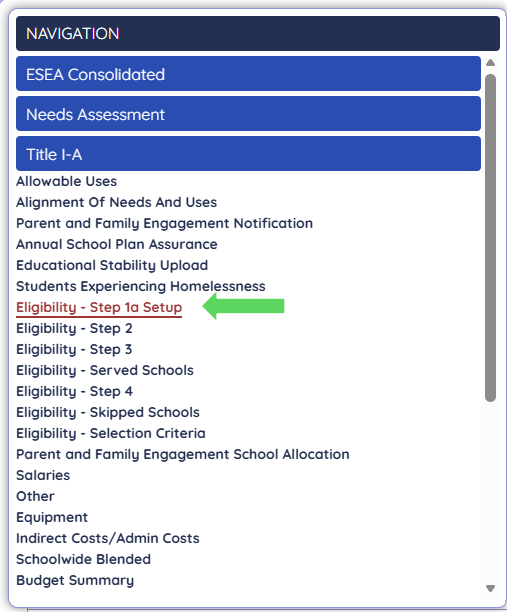 NAVIGATION
ESEA Consolidated
Needs Assessment
Title I-A
Allowable Uses
Alignment Of Needs And Uses
Parent and Family Engagement Notification
Annual School Plan Assurance
Educational Stability Upload
Students Experiencing Homelessness
Eligibility - Step 1a Setup
Eligibility - Step 2
Eligibility - Step 3
Eligibility - Served Schools
Eligibility - Step 4
Eligibility - Skipped Schools
Eligibility - Selection Criteria
Parent and Family Engagement School Allocation
Salaries
Other
Equipment
Indirect Costs/Admin Costs
Schoolwide Blended
Budget Summary